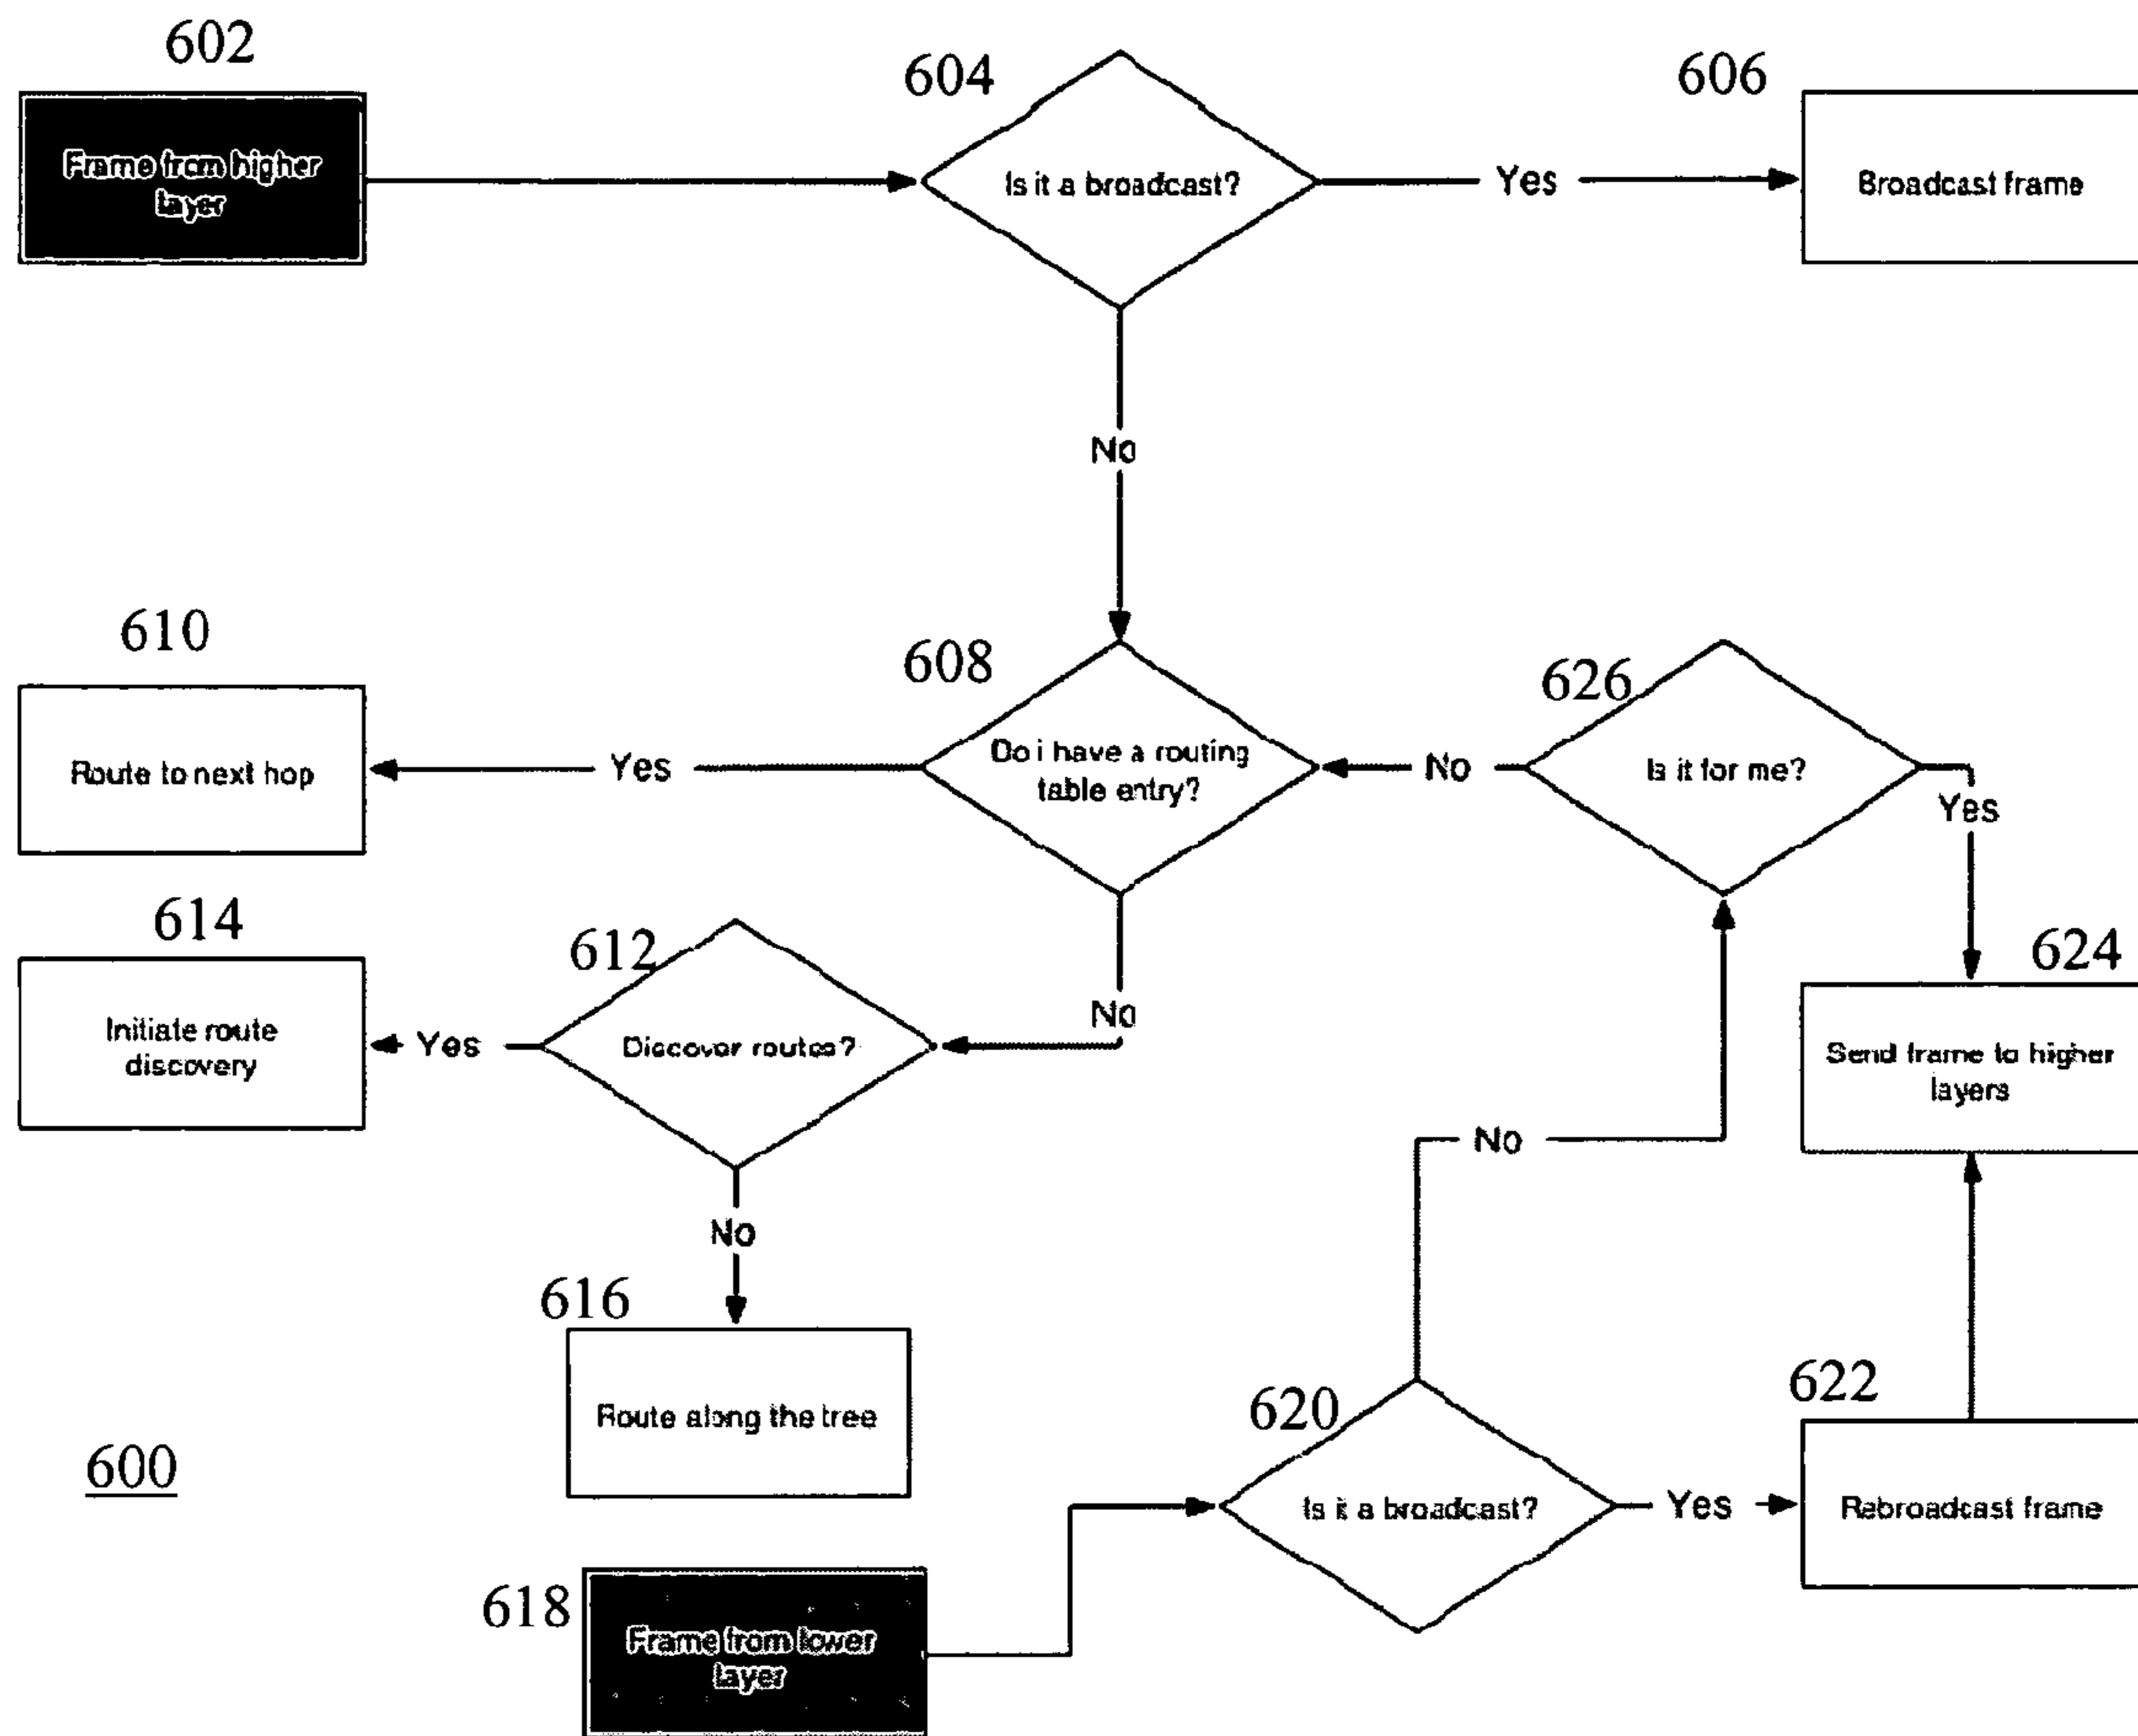 602
Frame from higher
layer
604
Is it a broadcast?
Yes
606
Broadcast frame
No
610
Route to next hop
Yes
608
Do i have a routing
table entry?
No
626
Is it for me?
Yes
614
Initiate route
discovery
Yes
612
Discover routes?
No
624
Send frame to higher
layers
No
No
616
Route along the tree
600
620
Is it a broadcast?
Yes
622
Rebroadcast frame
618
Frame from lower
layer